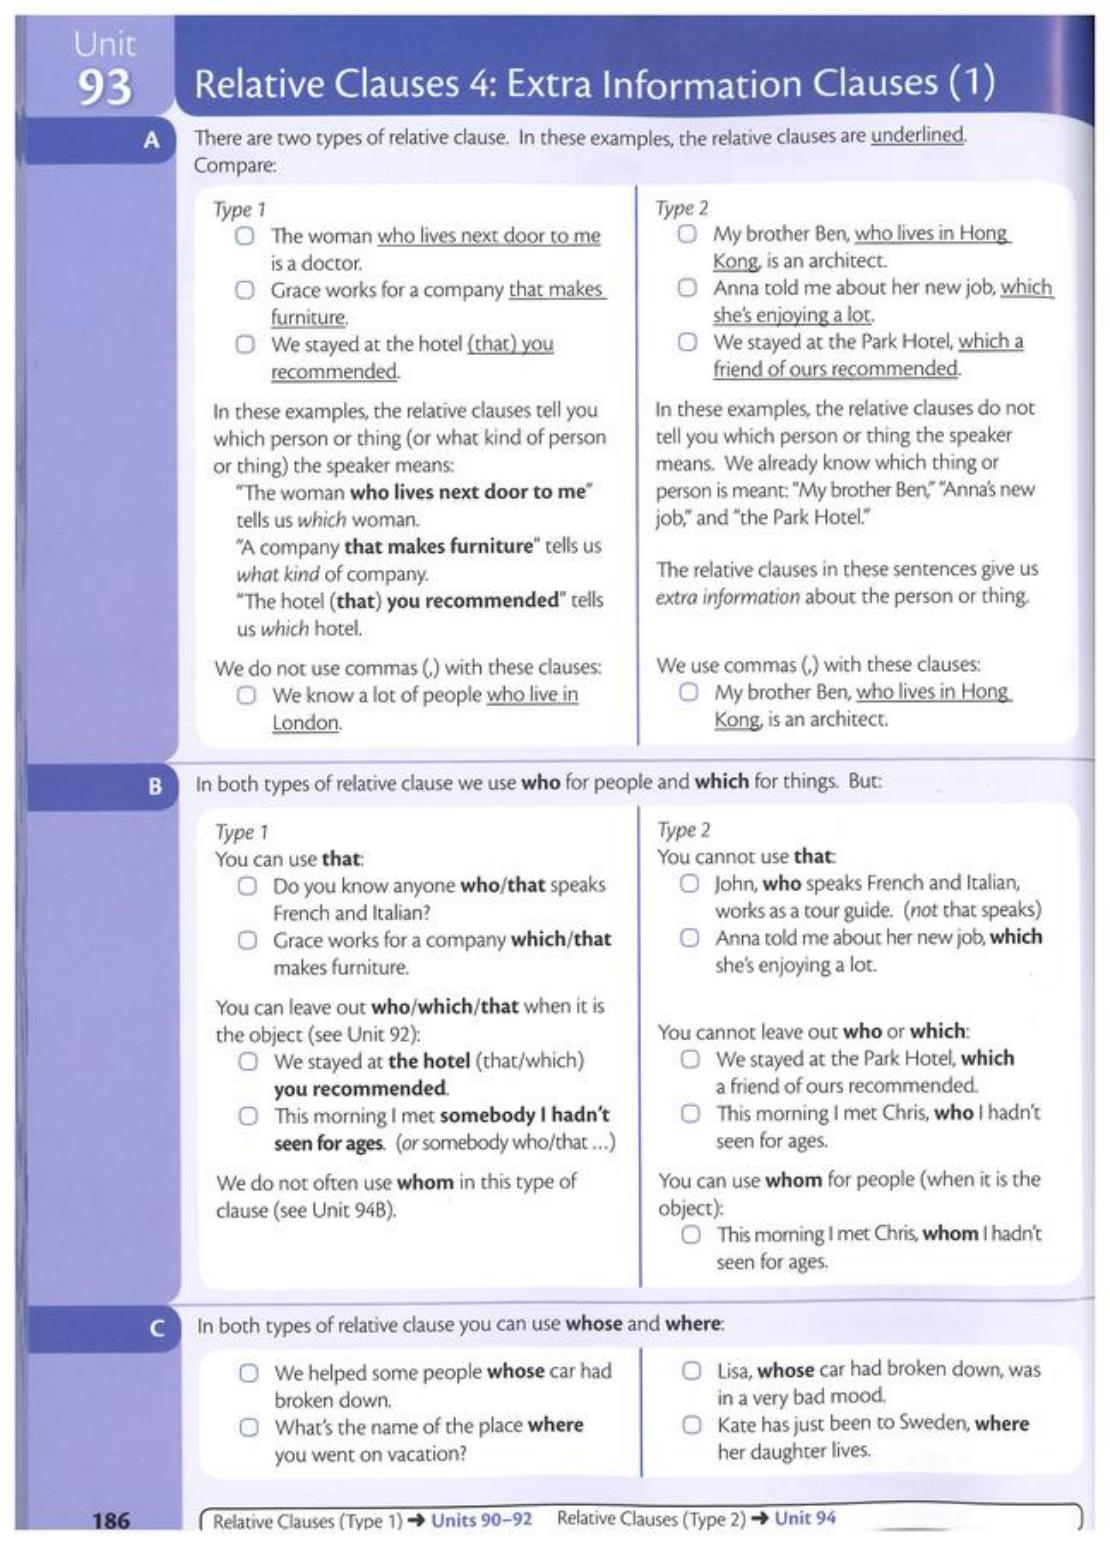 Unit
93
Relative Clauses 4: Extra Information Clauses (1)
A
There are two types of relative clause. In these examples, the relative clauses are underlined.
Compare:
Type 1
The woman who lives next door to me
is a doctor.
Grace works for a company that makes
furniture.
We stayed at the hotel (that) you
recommended.
In these examples, the relative clauses tell you
which person or thing (or what kind of person
or thing) the speaker means:
"The woman who lives next door to me"
tells us which woman.
"A company that makes furniture" tells us
what kind of company.
"The hotel (that) you recommended" tells
us which hotel.
We do not use commas (,) with these clauses:
We know a lot of people who live in
London.
Type 2
My brother Ben, who lives in Hong
Kong, is an architect.
Anna told me about her new job, which
she's enjoying a lot.
We stayed at the Park Hotel, which a
friend of ours recommended.
In these examples, the relative clauses do not
tell you which person or thing the speaker
means. We already know which thing or
person is meant: "My brother Ben," "Anna's new
job," and "the Park Hotel."
The relative clauses in these sentences give us
extra information about the person or thing.
We use commas (,) with these clauses:
My brother Ben, who lives in Hong
Kong, is an architect.
B
In both types of relative clause we use who for people and which for things. But:
Type 1
You can use that:
Do you know anyone who/that speaks
French and Italian?
Grace works for a company which/that
makes furniture.
You can leave out who/which/that when it is
the object (see Unit 92):
We stayed at the hotel (that/which)
you recommended.
This morning I met somebody I hadn't
seen for ages. (or somebody who/that ...)
We do not often use whom in this type of
clause (see Unit 94B).
Type 2
You cannot use that:
John, who speaks French and Italian,
works as a tour guide. (not that speaks)
Anna told me about her new job, which
she's enjoying a lot.
You cannot leave out who or which:
We stayed at the Park Hotel, which
a friend of ours recommended.
This morning I met Chris, who I hadn't
seen for ages.
You can use whom for people (when it is the
object):
This morning I met Chris, whom I hadn't
seen for ages.
C
In both types of relative clause you can use whose and where:
We helped some people whose car had
broken down.
What's the name of the place where
you went on vacation?
Lisa, whose car had broken down, was
in a very bad mood.
Kate has just been to Sweden, where
her daughter lives.
186
Relative Clauses (Type 1) ➜ Units 90–92 Relative Clauses (Type 2) ➜ Unit 94